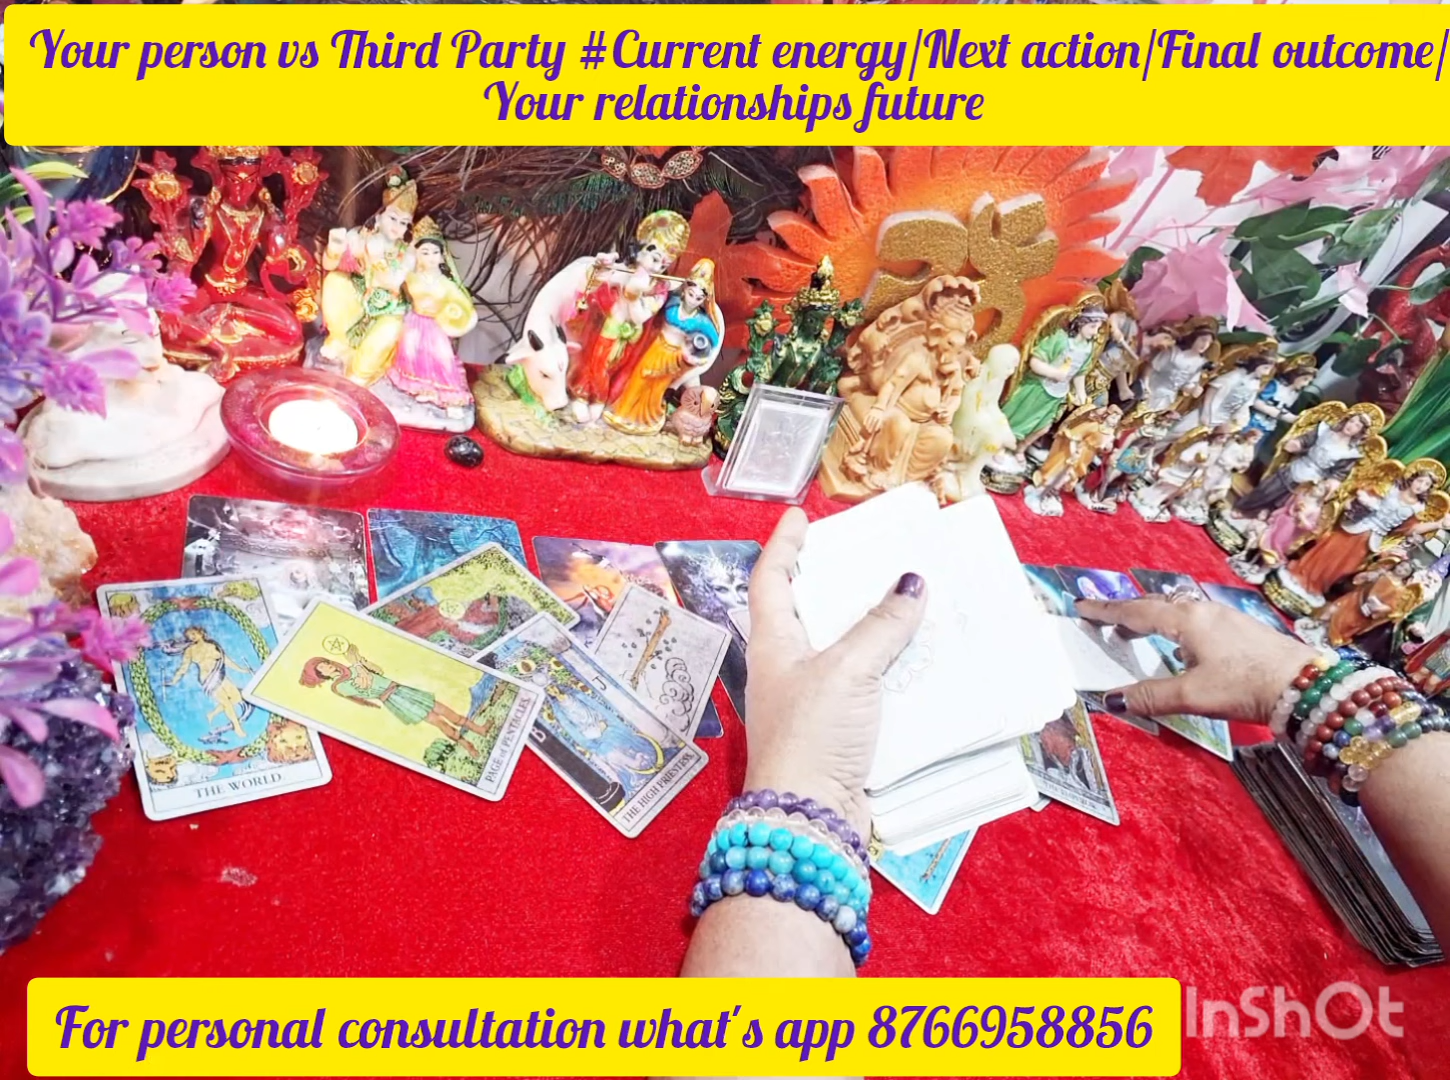 Your person vs Third Party #Current energy/Next action/Final outcome/
Your relationships future
THE WORLD
PAGE of PENTACLES
THE HIGH PRIESTESS
For personal consultation what's app 8766958856
InShOt